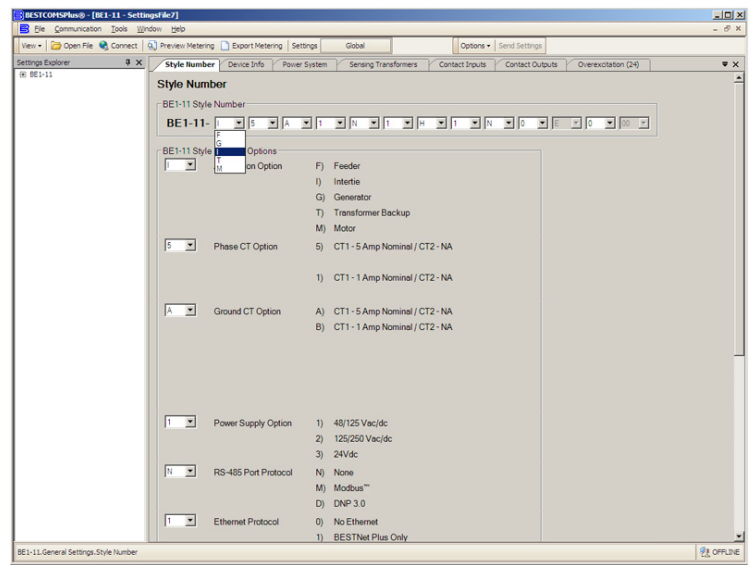 BESTCOMSPlus® - [BE1-11 - SettingsFile7]
File Communication Tools Window Help
View Open File Connect Preview Metering Export Metering Settings Global Options Send Settings
Settings Explorer
BE1-11
Style Number Device Info Power System Sensing Transformers Contact Inputs Contact Outputs Overexcitation (24)
Style Number
BE1-11 Style Number
BE1-11- I 5 A 1 N 1 H 1 N 0 E 0 00
F
G
I
T
M
BE1-11 Style Options
I on Option F) Feeder
I) Intertie
G) Generator
T) Transformer Backup
M) Motor
5 Phase CT Option 5) CT1 - 5 Amp Nominal / CT2 - NA
1) CT1 - 1 Amp Nominal / CT2 - NA
A Ground CT Option A) CT1 - 5 Amp Nominal / CT2 - NA
B) CT1 - 1 Amp Nominal / CT2 - NA
1 Power Supply Option 1) 48/125 Vac/dc
2) 125/250 Vac/dc
3) 24Vdc
N RS-485 Port Protocol N) None
M) Modbus™
D) DNP 3.0
1 Ethernet Protocol 0) No Ethernet
1) BESTNet Plus Only
BE1-11.General Settings.Style Number OFFLINE